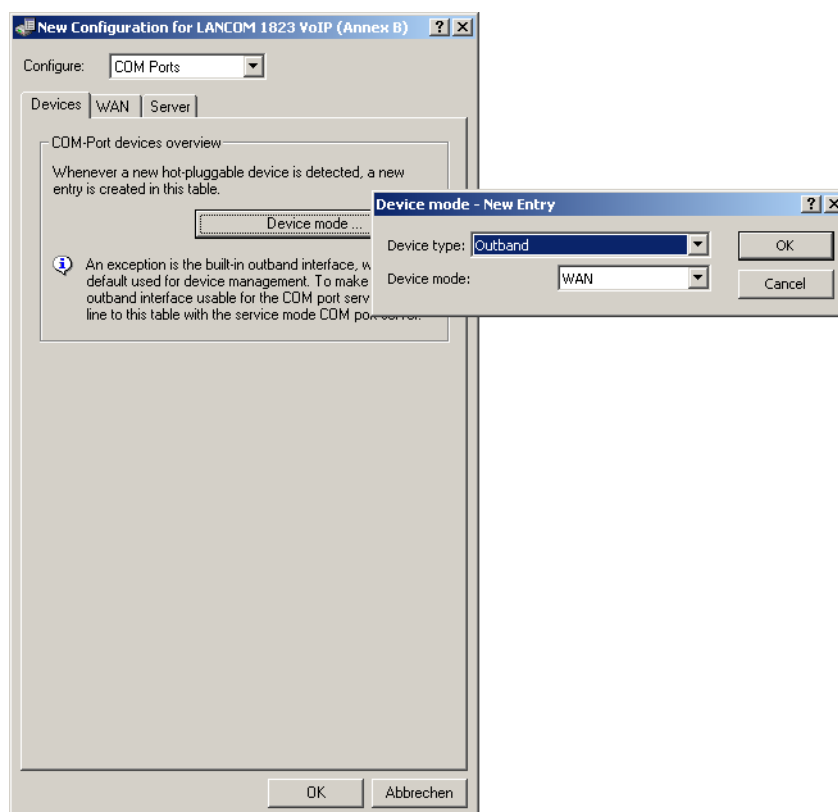 New Configuration for LANCOM 1823 VoIP (Annex B)
Configure: COM Ports
Devices WAN Server
COM-Port devices overview
Whenever a new hot-pluggable device is detected, a new
entry is created in this table.
Device mode ...
An exception is the built-in outband interface, w
default used for device management. To make
outband interface usable for the COM port serv
line to this table with the service mode COM port server.
Device mode - New Entry
Device type: Outband
OK
Device mode: WAN
Cancel
OK Abbrechen